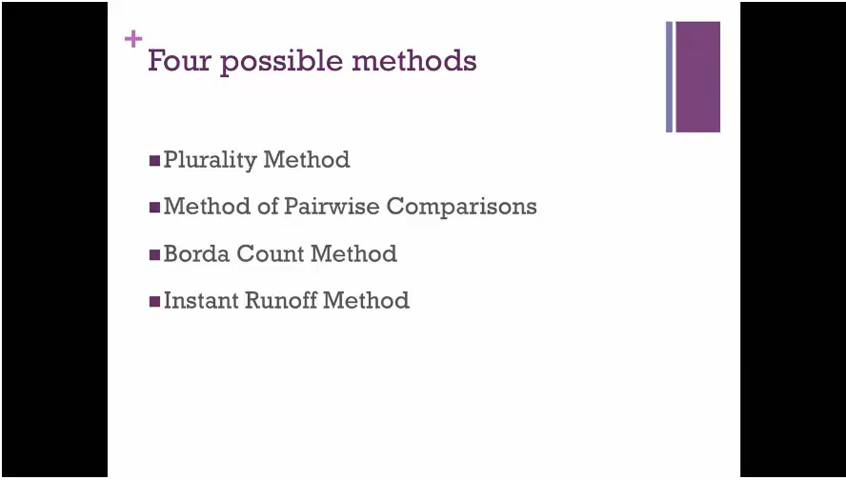 +
Four possible methods
Plurality Method
Method of Pairwise Comparisons
Borda Count Method
Instant Runoff Method